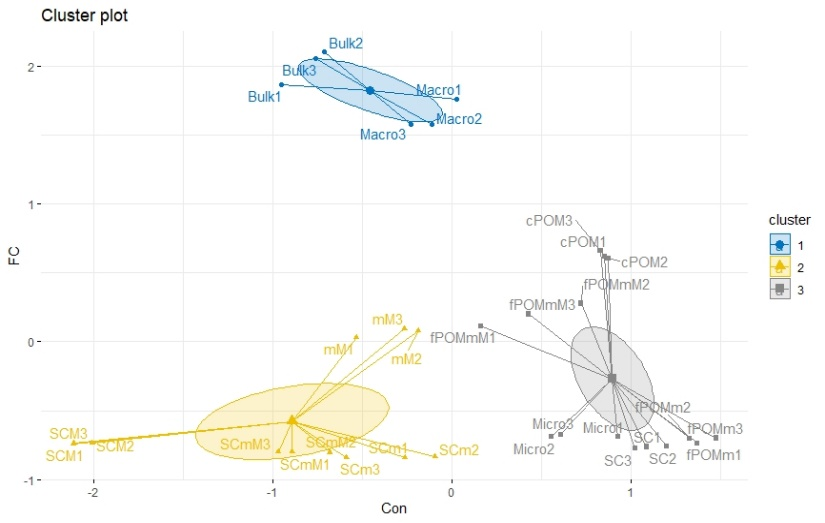 Cluster plot
Bulk2
2
Bulk3
Bulk1
Macro1
Macro2
Macro3
cluster
1
2
3
1
cPOM3
cPOM1
cPOM2
fPOMmM2
fPOMmM3
fPOMmM1
mM3
mM1
mM2
0
FC
fPOMm2
fPOMm3
fPOMm1
Micro3
Micro1
Micro2
SC1
SC2
SC3
SCM3
SCM2
SCM1
SCmM3
SCmM2
SCmM1
SCm1
SCm2
SCm3
-1
-2
-1
0
1
Con